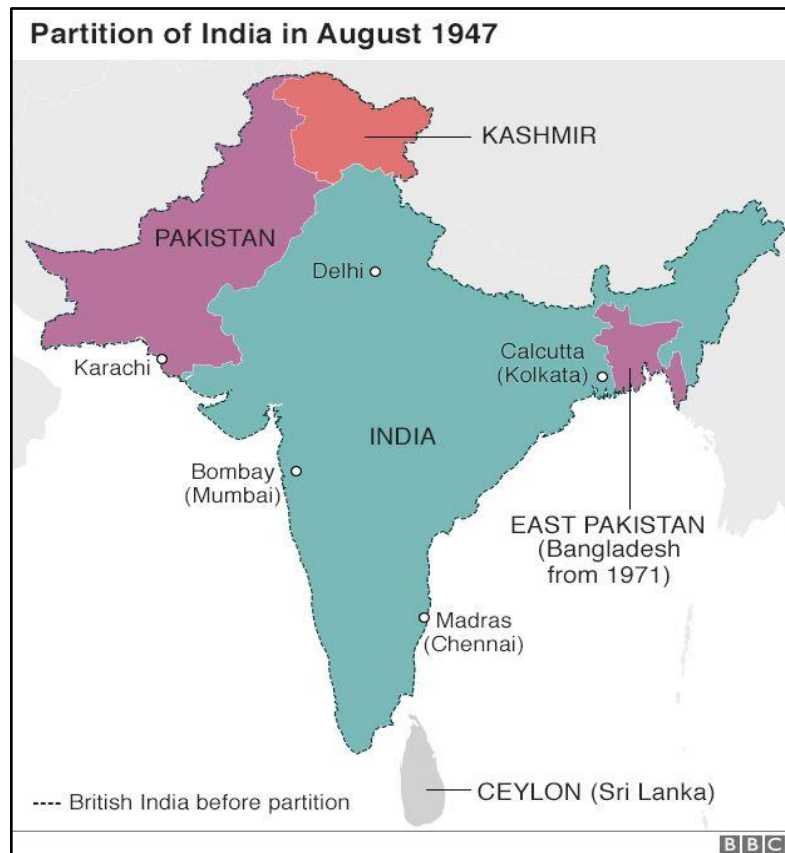 Partition of India in August 1947
KASHMIR
PAKISTAN
Delhi
Karachi
Calcutta
(Kolkata)
INDIA
Bombay
(Mumbai)
EAST PAKISTAN
(Bangladesh
from 1971)
Madras
(Chennai)
CEYLON (Sri Lanka)
---- British India before partition
BBC